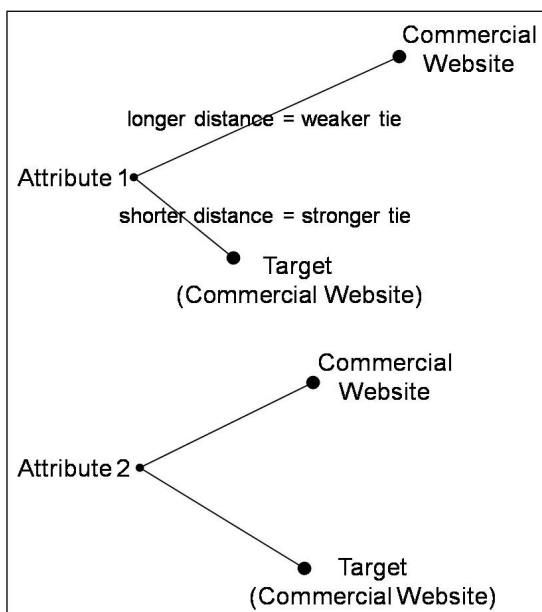 Commercial
Website
longer distance = weaker tie
Attribute 1
shorter distance = stronger tie
Target
(Commercial Website)
Commercial
Website
Attribute 2
Target
(Commercial Website)